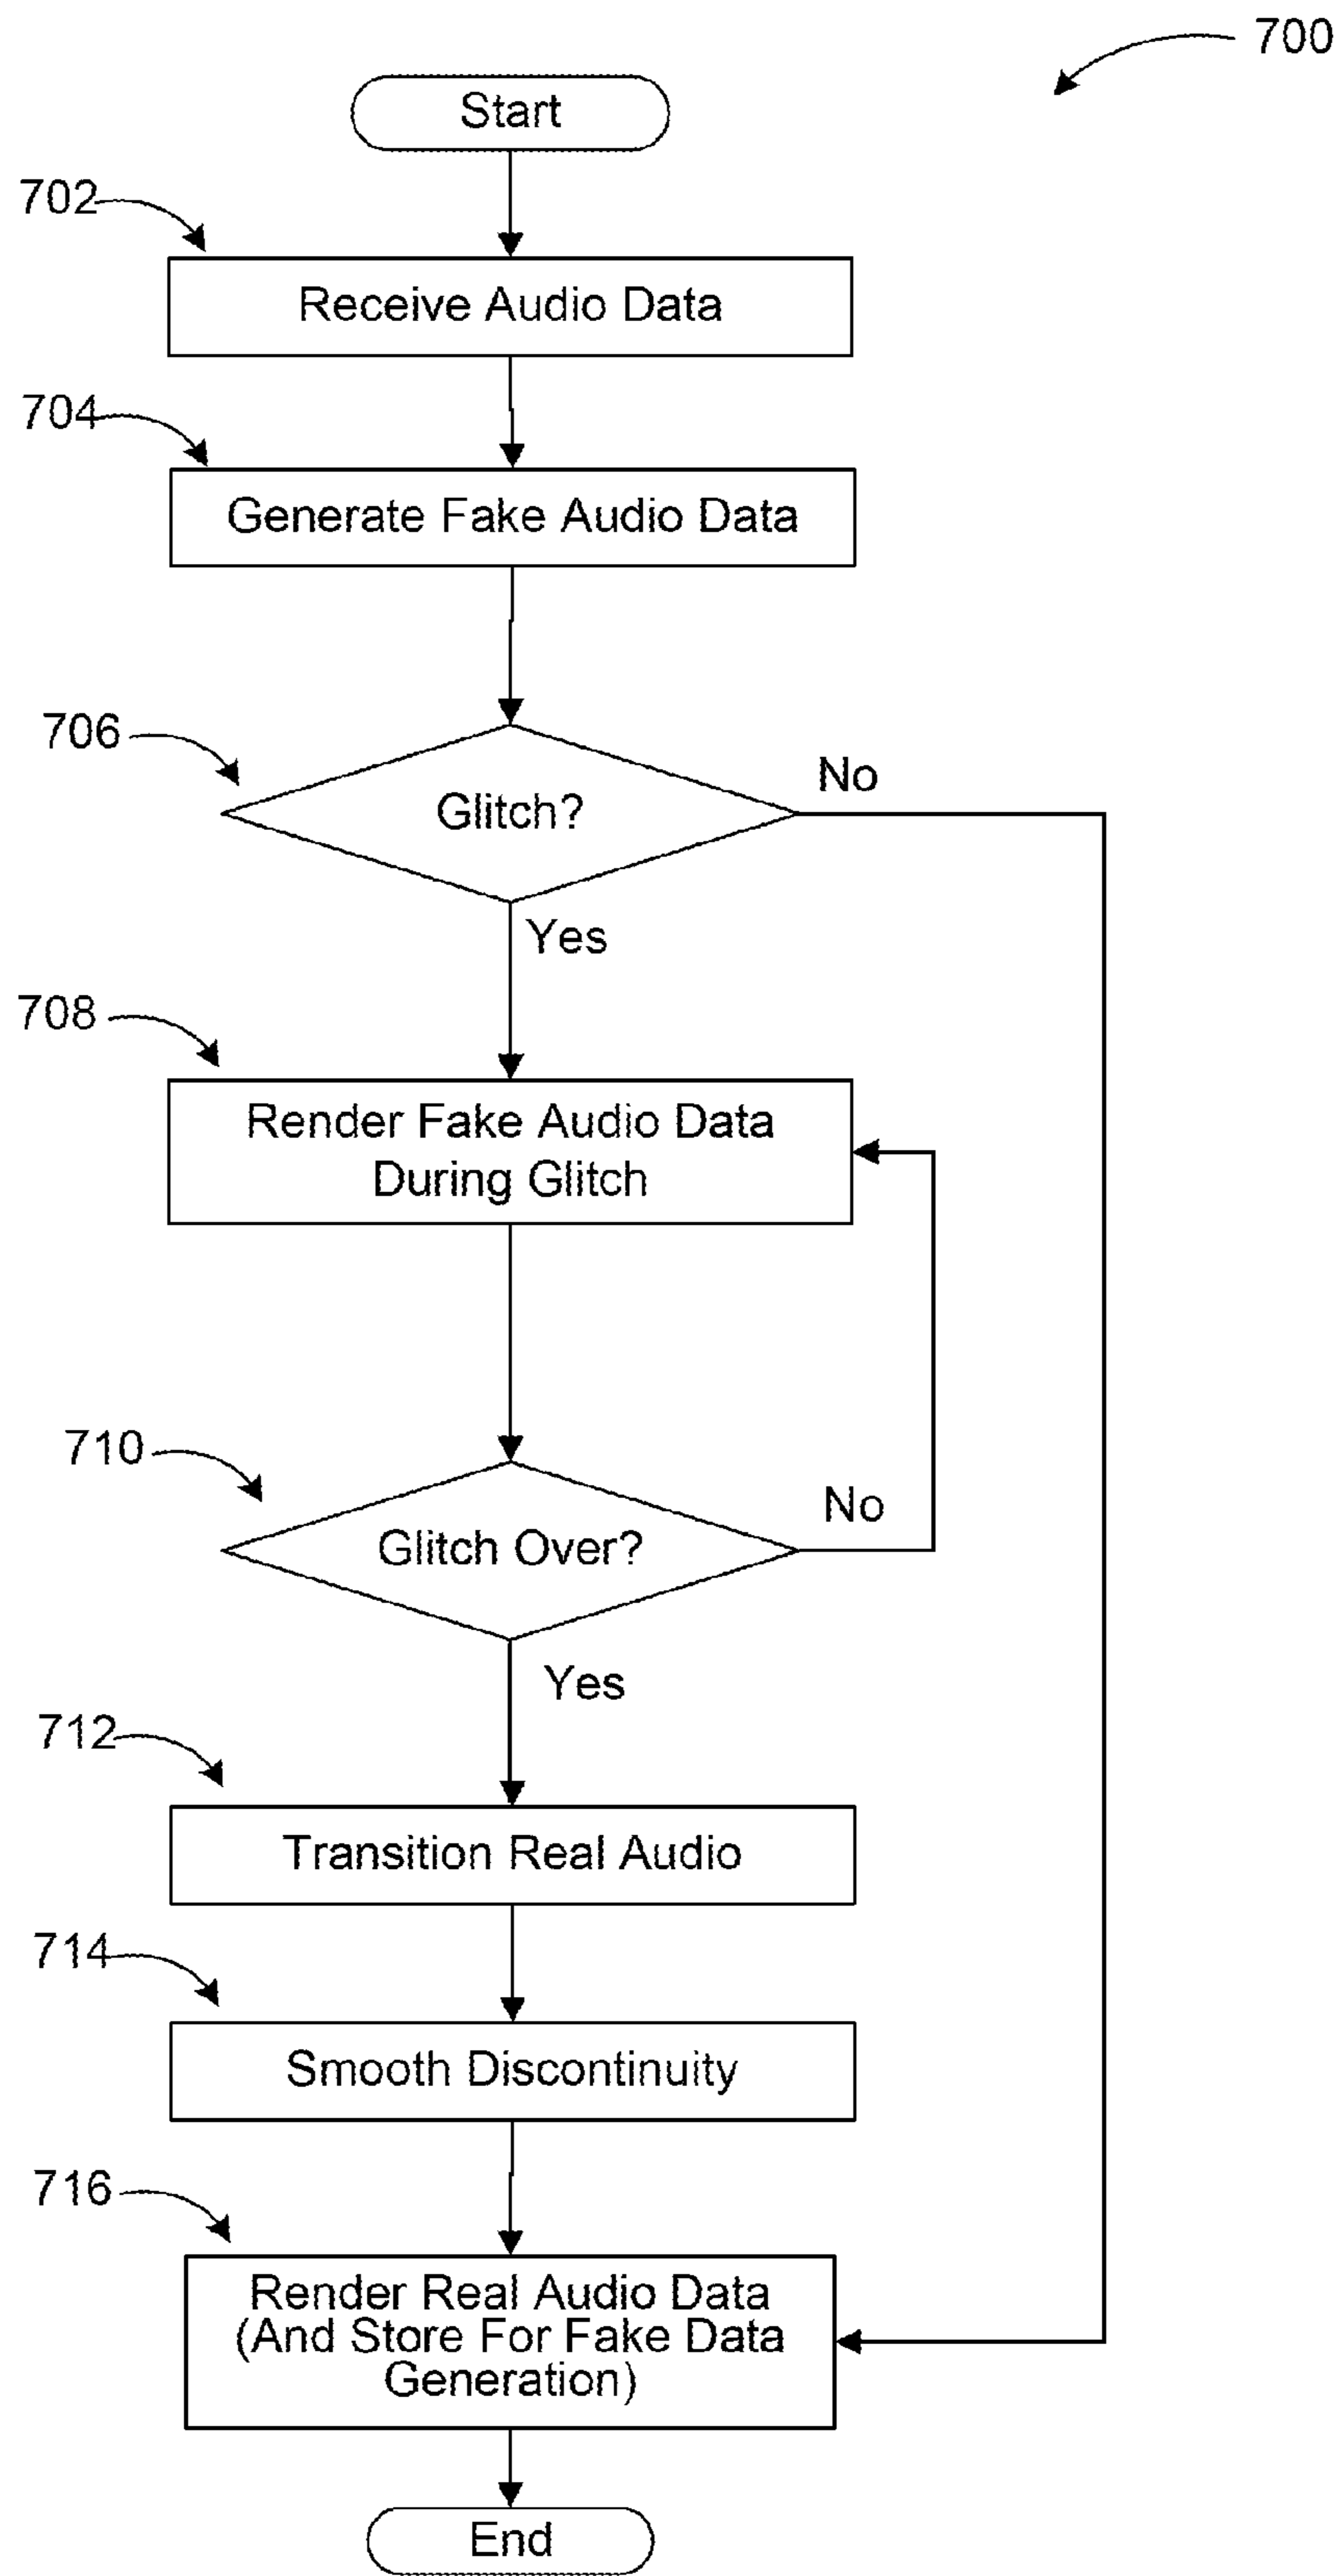 700
Start
702
Receive Audio Data
704
Generate Fake Audio Data
706
Glitch?
No
Yes
708
Render Fake Audio Data
During Glitch
710
Glitch Over?
No
Yes
712
Transition Real Audio
714
Smooth Discontinuity
716
Render Real Audio Data
(And Store For Fake Data
Generation)
End